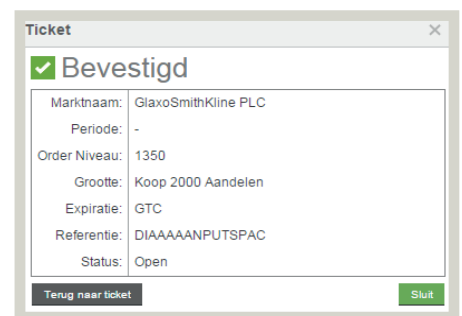 Ticket
Bevestigd
Marktnaam: GlaxoSmithKline PLC
Periode: -
Order Niveau: 1350
Grootte: Koop 2000 Aandelen
Expiratie: GTC
Referentie: DIAAAAANPUTSPAC
Status: Open
Terug naar ticket Sluit